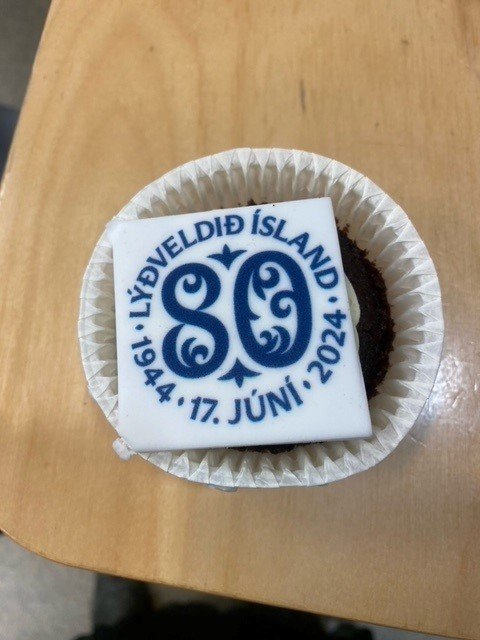 LÝÐVELDIÐ ÍSLAND
80
· 1944 · 17. JÚNÍ · 2024 ·